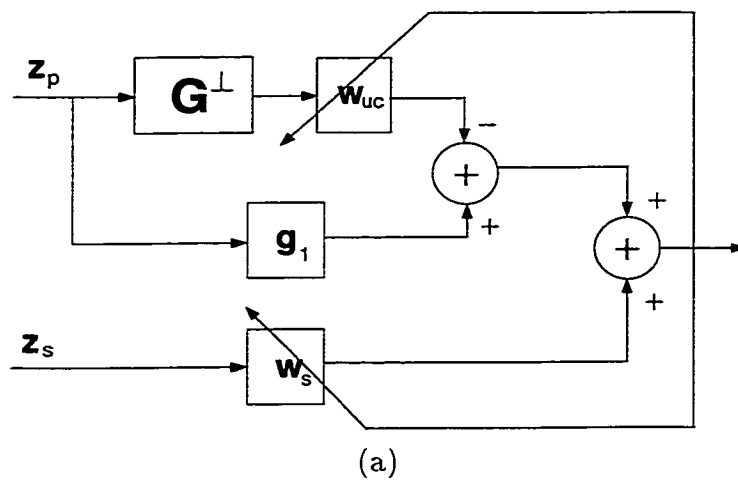 z_p
G^⊥
w_uc
−
+
+
g_1
+
+
+
z_s
w_s
(a)